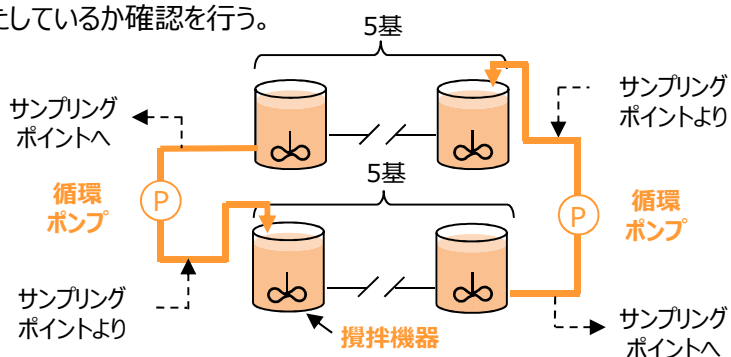 たしているか確認を行う。
5基
サンプリング
ポイントへ
サンプリング
ポイントより
循環
ポンプ
P
5基
P
循環
ポンプ
サンプリング
ポイントより
攪拌機器
サンプリング
ポイントへ